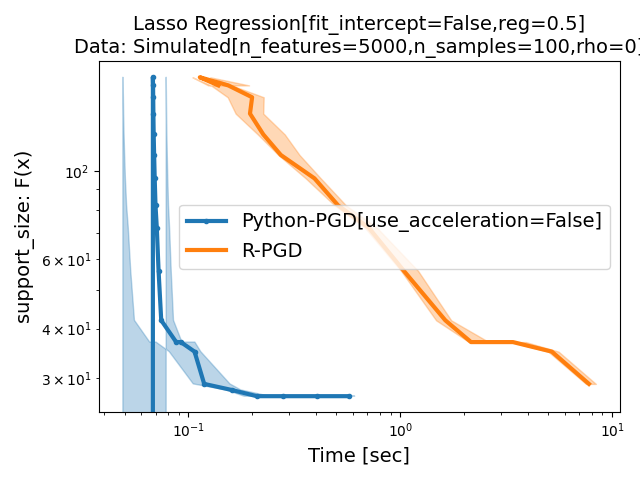 Lasso Regression[fit_intercept=False,reg=0.5]
Data: Simulated[n_features=5000,n_samples=100,rho=0]
support_size: F(x)
10²
6 × 10¹
4 × 10¹
3 × 10¹
Python-PGD[use_acceleration=False]
R-PGD
10⁻¹
10⁰
10¹
Time [sec]